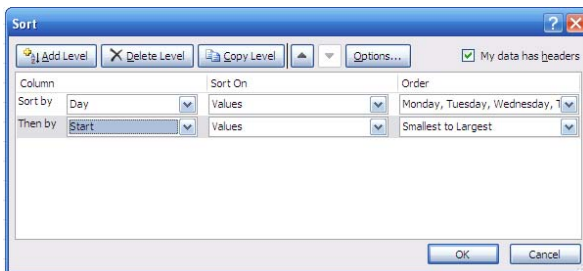 Sort
Add Level Delete Level Copy Level Options... My data has headers
Column Sort On Order
Sort by Day Values Monday, Tuesday, Wednesday, T
Then by Start Values Smallest to Largest
OK Cancel